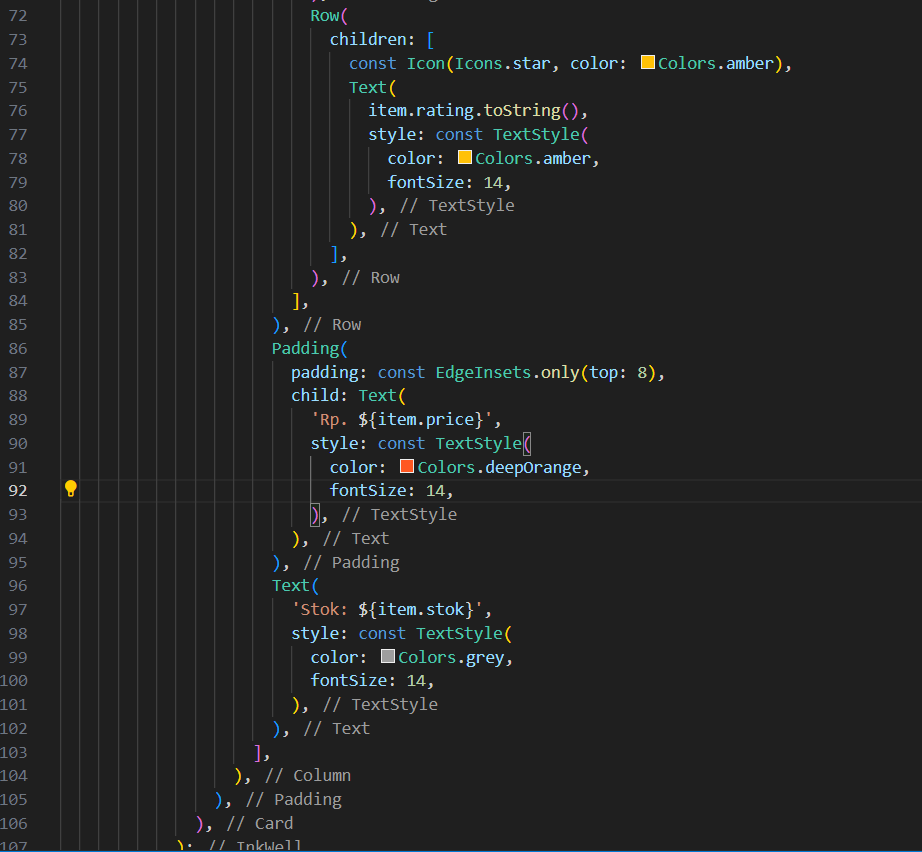 72 Row(
73 children: [
74 const Icon(Icons.star, color: Colors.amber),
75 Text(
76 item.rating.toString(),
77 style: const TextStyle(
78 color: Colors.amber,
79 fontSize: 14,
80 ), // TextStyle
81 ), // Text
82 ],
83 ), // Row
84 ],
85 ), // Row
86 Padding(
87 padding: const EdgeInsets.only(top: 8),
88 child: Text(
89 'Rp. ${item.price}',
90 style: const TextStyle(
91 color: Colors.deepOrange,
92 fontSize: 14,
93 ), // TextStyle
94 ), // Text
95 ), // Padding
96 Text(
97 'Stok: ${item.stok}',
98 style: const TextStyle(
99 color: Colors.grey,
100 fontSize: 14,
101 ), // TextStyle
102 ), // Text
103 ],
104 ), // Column
105 ), // Padding
106 ), // Card
107 ); // InkWell